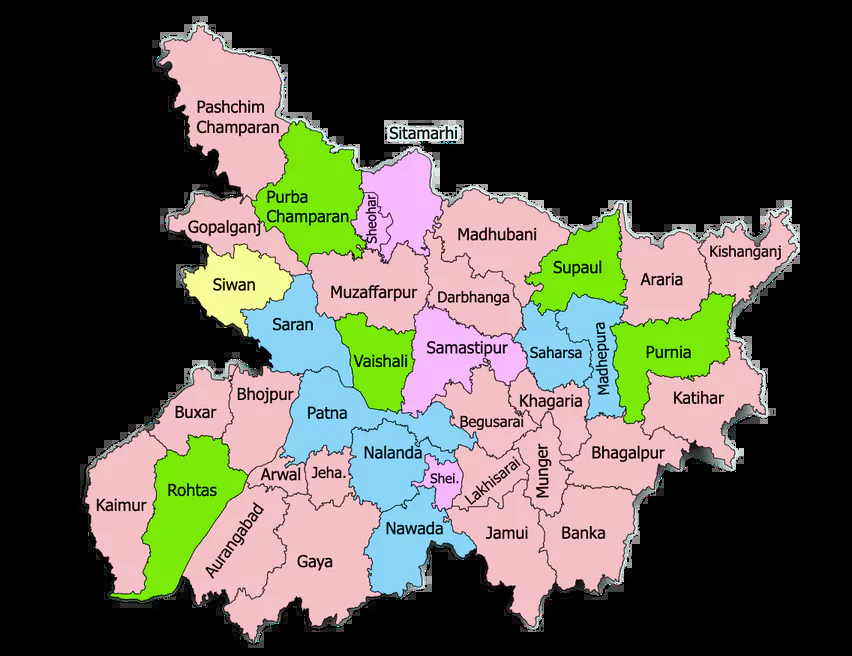 Pashchim
Champaran
Sitamarhi
Purba
Champaran
Sheohar
Gopalganj
Madhubani
Kishanganj
Supaul
Araria
Siwan
Muzaffarpur
Darbhanga
Saran
Vaishali
Samastipur
Saharsa
Madhepura
Purnia
Bhojpur
Buxar
Patna
Khagaria
Katihar
Begusarai
Nalanda
Bhagalpur
Arwal
Jeha.
Shei.
Lakhisarai
Munger
Rohtas
Kaimur
Aurangabad
Nawada
Jamui
Banka
Gaya